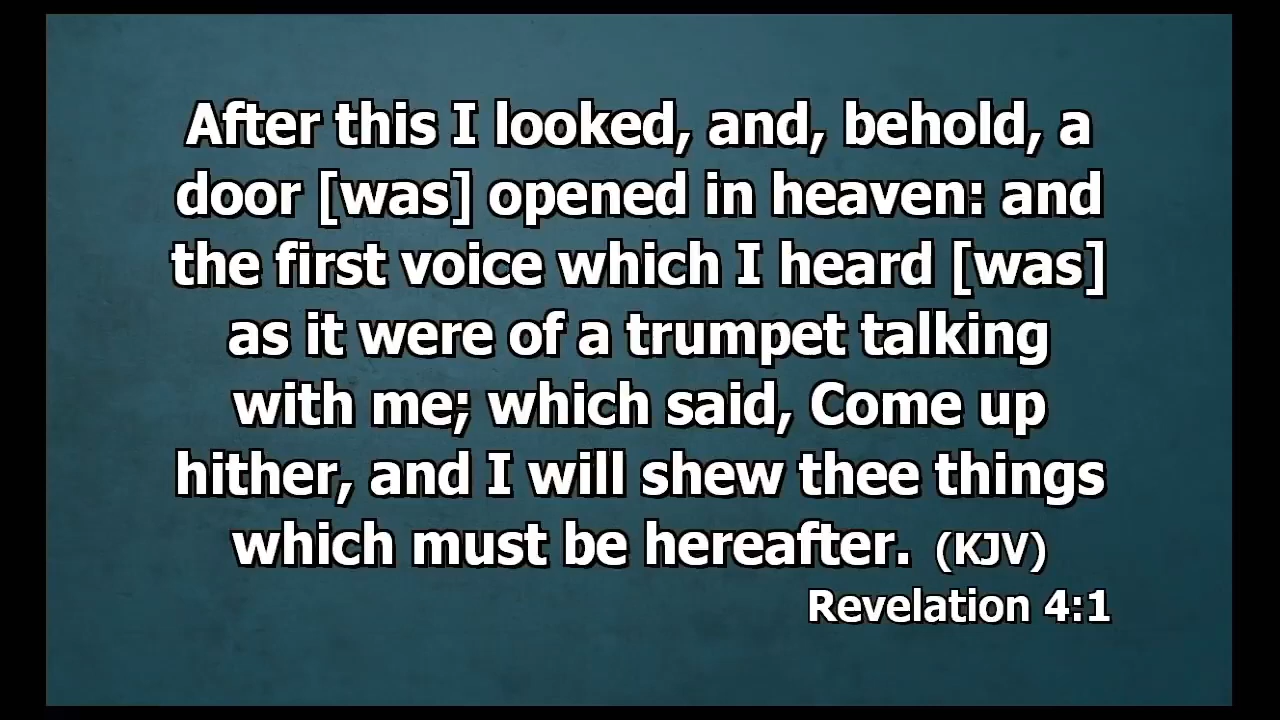 After this I looked, and, behold, a
door [was] opened in heaven: and
the first voice which I heard [was]
as it were of a trumpet talking
with me; which said, Come up
hither, and I will shew thee things
which must be hereafter. (KJV)
Revelation 4:1